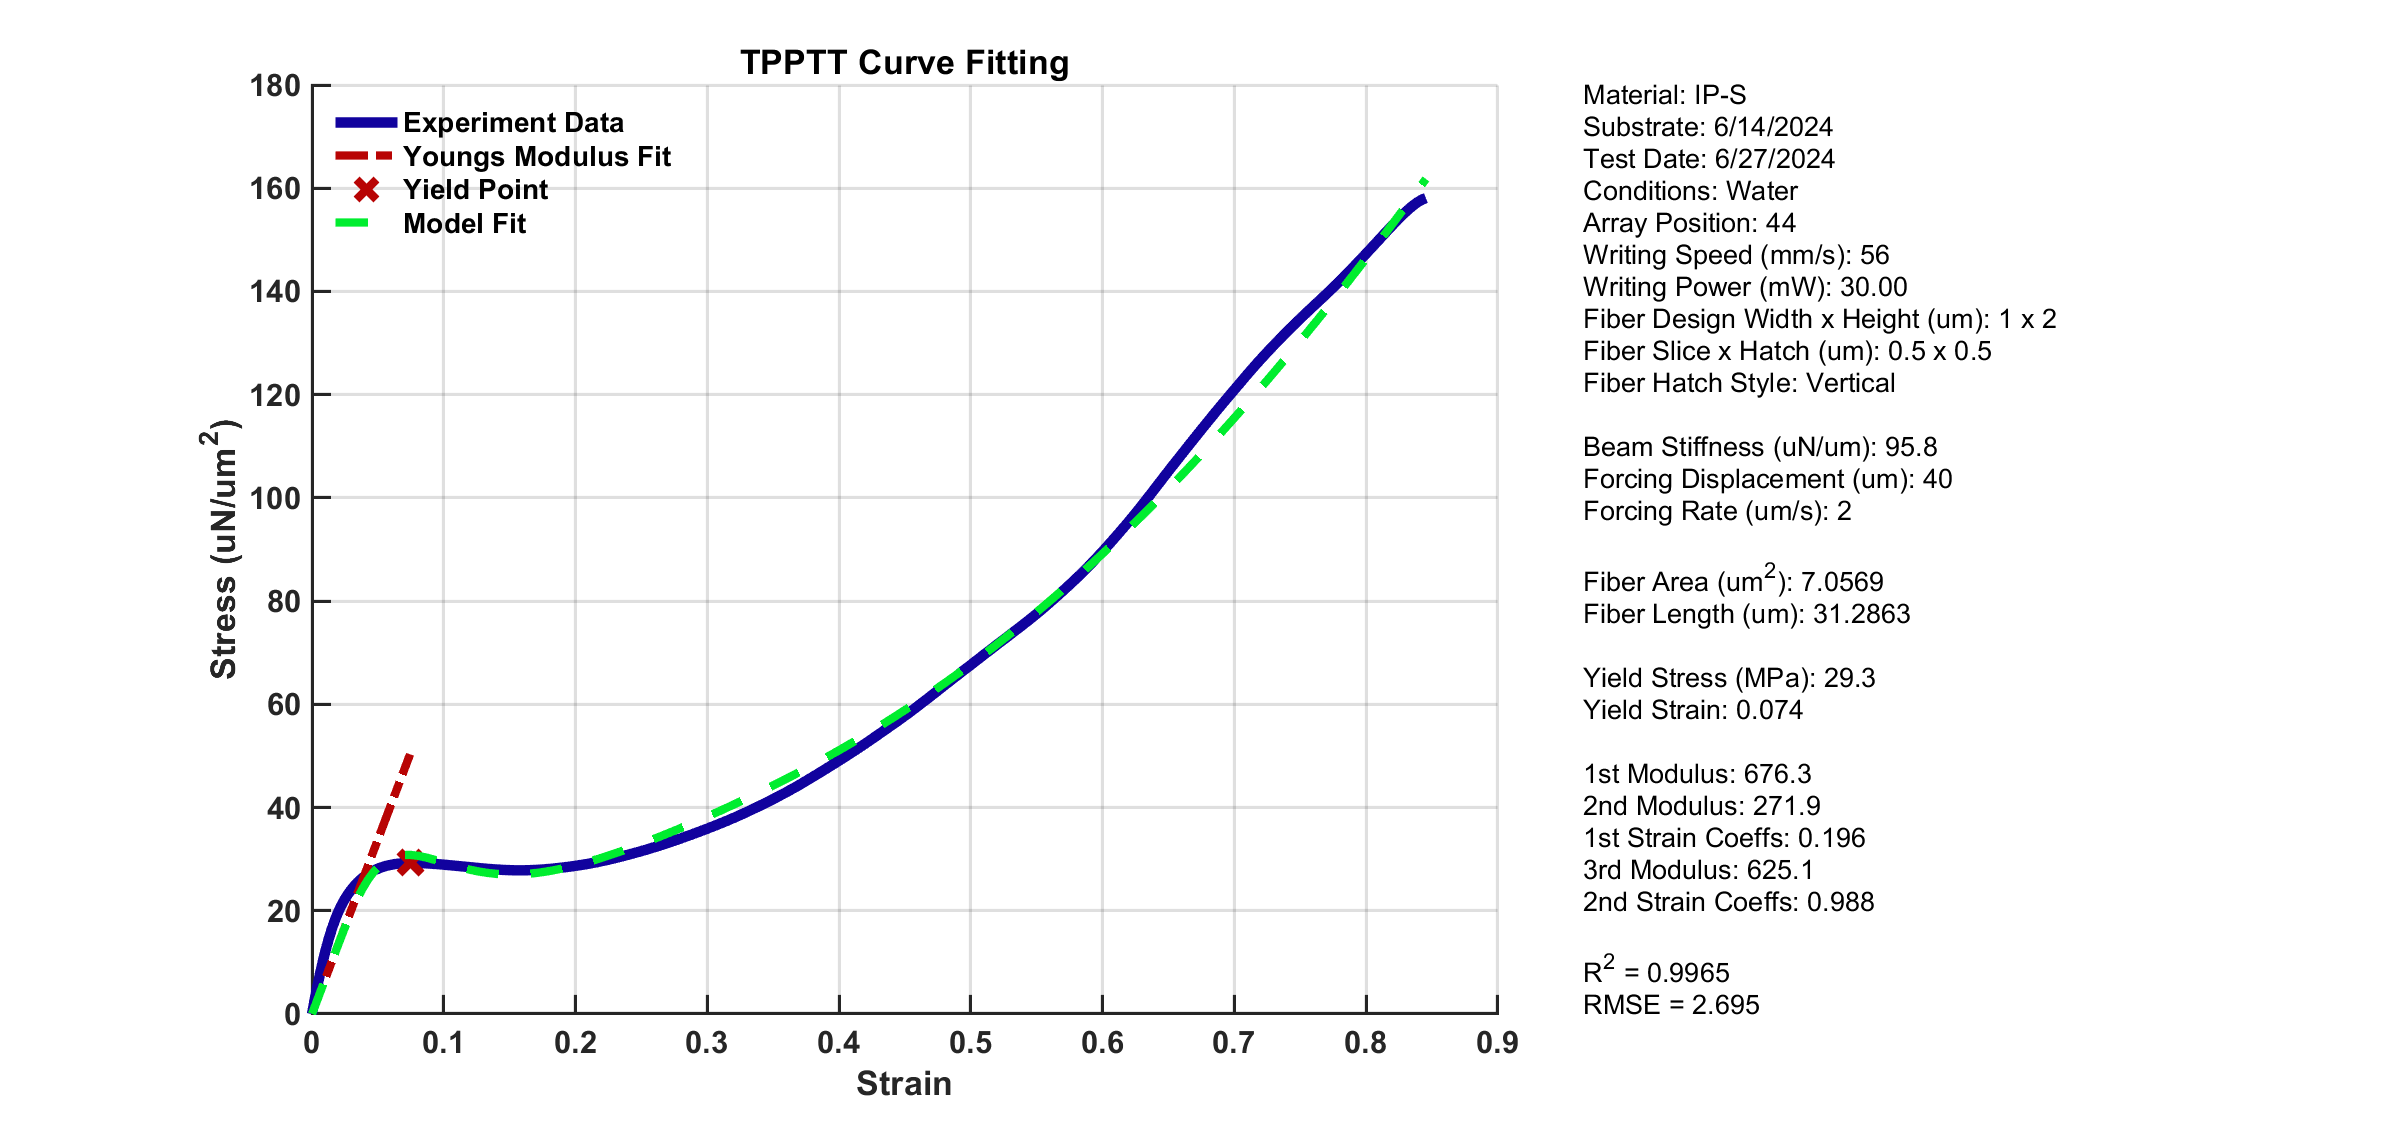 TPPTT Curve Fitting
180
160
140
120
100
80
60
40
20
0
Stress (uN/um²)
Experiment Data
Youngs Modulus Fit
Yield Point
Model Fit
0 0.1 0.2 0.3 0.4 0.5 0.6 0.7 0.8 0.9
Strain
Material: IP-S
Substrate: 6/14/2024
Test Date: 6/27/2024
Conditions: Water
Array Position: 44
Writing Speed (mm/s): 56
Writing Power (mW): 30.00
Fiber Design Width x Height (um): 1 x 2
Fiber Slice x Hatch (um): 0.5 x 0.5
Fiber Hatch Style: Vertical
Beam Stiffness (uN/um): 95.8
Forcing Displacement (um): 40
Forcing Rate (um/s): 2
Fiber Area (um²): 7.0569
Fiber Length (um): 31.2863
Yield Stress (MPa): 29.3
Yield Strain: 0.074
1st Modulus: 676.3
2nd Modulus: 271.9
1st Strain Coeffs: 0.196
3rd Modulus: 625.1
2nd Strain Coeffs: 0.988
R² = 0.9965
RMSE = 2.695